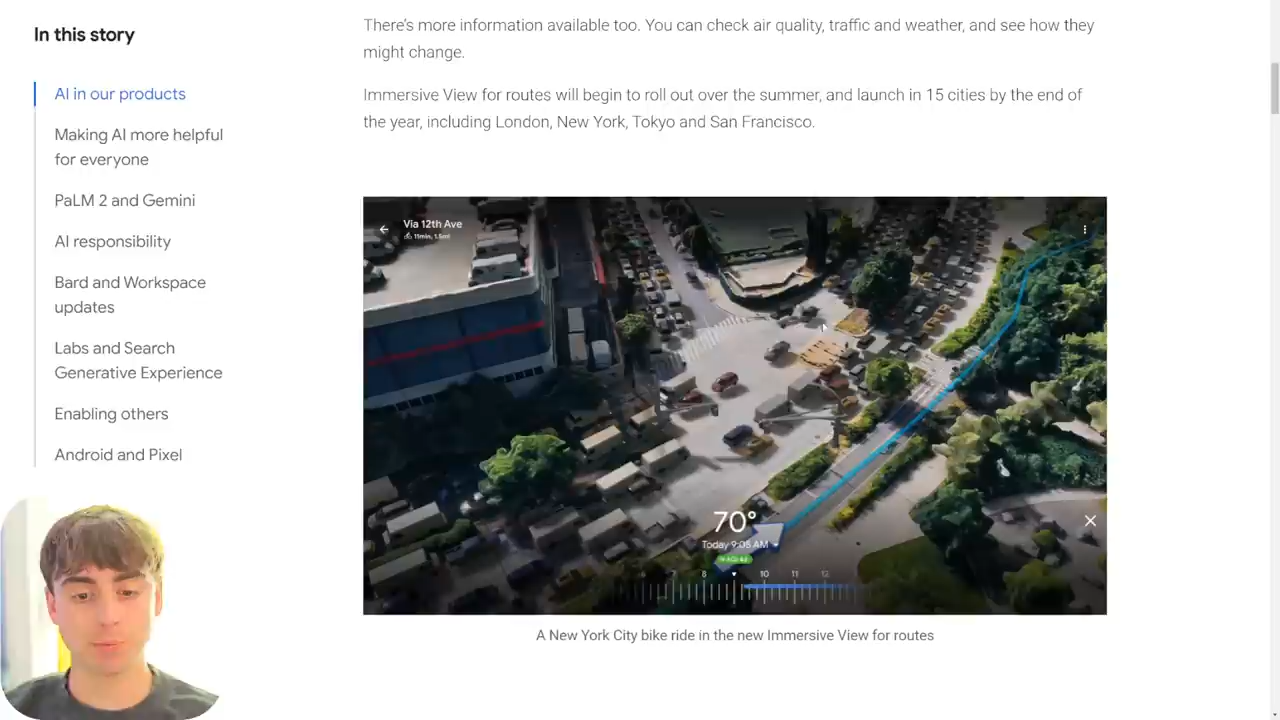 In this story
AI in our products
Making AI more helpful
for everyone
PaLM 2 and Gemini
AI responsibility
Bard and Workspace
updates
Labs and Search
Generative Experience
Enabling others
Android and Pixel
There's more information available too. You can check air quality, traffic and weather, and see how they
might change.
Immersive View for routes will begin to roll out over the summer, and launch in 15 cities by the end of
the year, including London, New York, Tokyo and San Francisco.
Via 12th Ave
15min, 1.5mi
70°
Today 9:05 AM
7 8 10 11 12
A New York City bike ride in the new Immersive View for routes